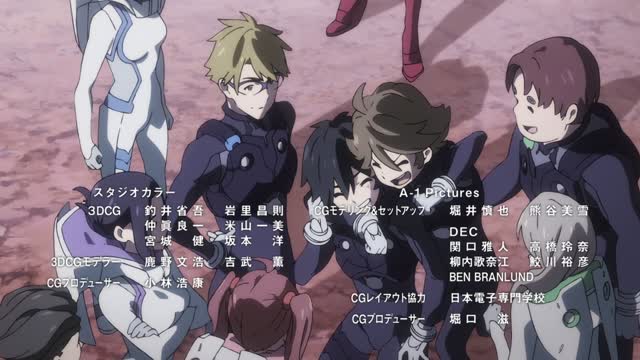 スタジオカラー
3DCG 釣井省吾 岩里昌則
仲眞良一 米山一美
宮城 健 坂本 洋
3DCGモデラー 鹿野文浩 吉武 薫
CGプロデューサー 小林浩康
A-1 Pictures
CGモデリング&セットアップ 堀井慎也 熊谷美雪
DEC
関口雅人 高橋玲奈
柳内歌奈江 鮫川裕彦
BEN BRANLUND
CGレイアウト協力 日本電子専門学校
CGプロデューサー 堀口 滋